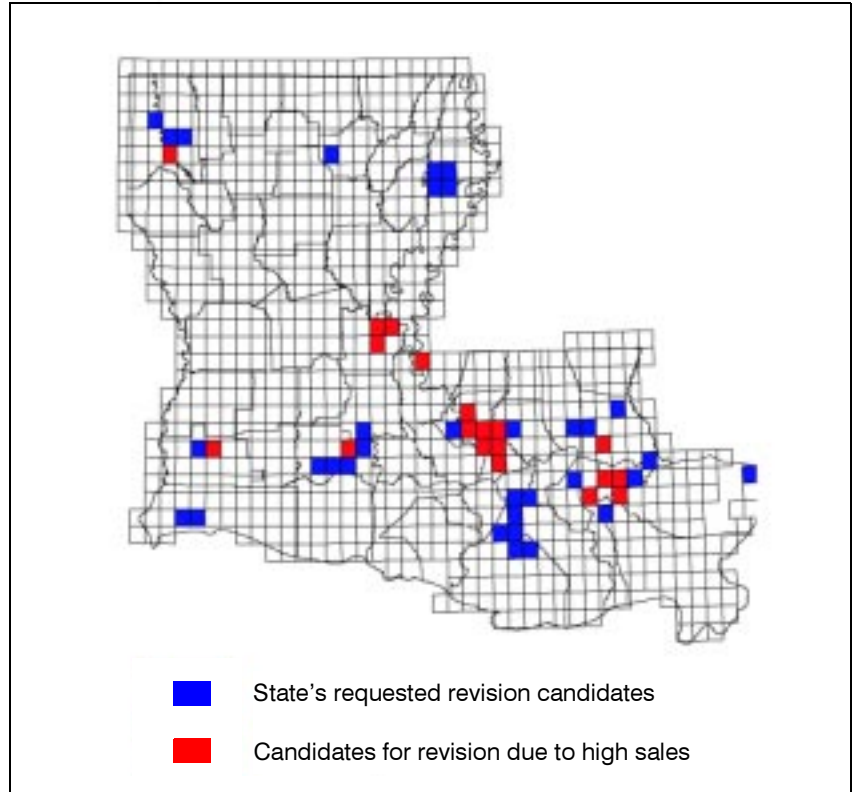 State’s requested revision candidates
Candidates for revision due to high sales